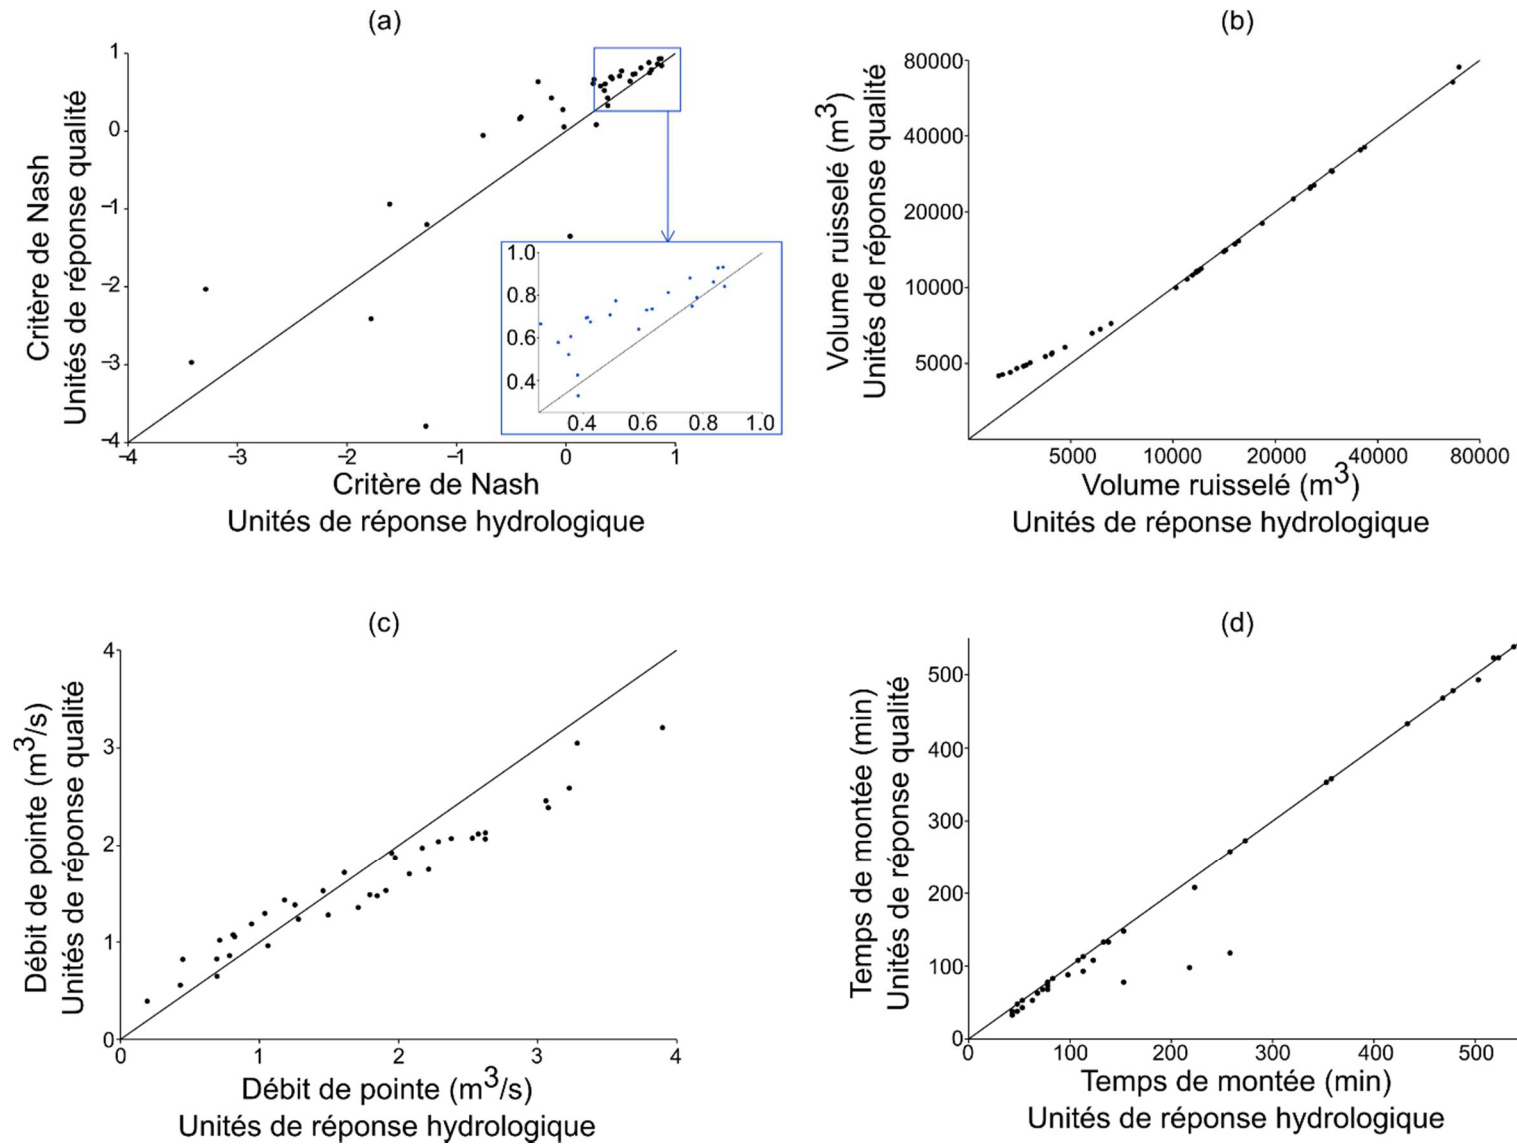 (a)
1
0
−1
−2
−3
−4
Critère de Nash
Unités de réponse qualité
−4
−3
−2
−1
0
1
Critère de Nash
Unités de réponse hydrologique
1.0
0.8
0.6
0.4
0.4
0.6
0.8
1.0
(b)
80000
40000
20000
10000
5000
Volume ruisselé (m³)
Unités de réponse qualité
5000
10000
20000
40000
80000
Volume ruisselé (m³)
Unités de réponse hydrologique
(c)
4
3
2
1
0
Débit de pointe (m³/s)
Unités de réponse qualité
0
1
2
3
4
Débit de pointe (m³/s)
Unités de réponse hydrologique
(d)
500
400
300
200
100
0
Temps de montée (min)
Unités de réponse qualité
0
100
200
300
400
500
Temps de montée (min)
Unités de réponse hydrologique